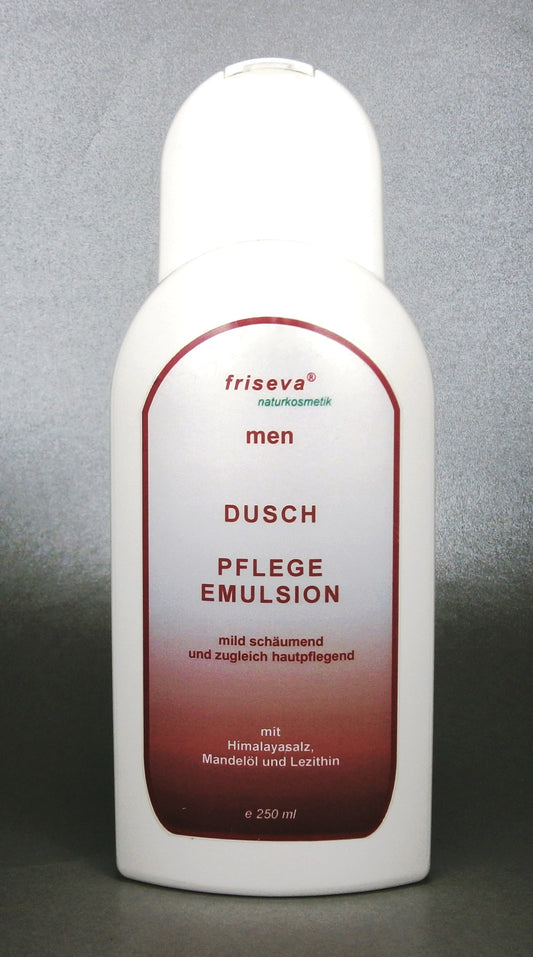 friseva®
naturkosmetik
men
DUSCH
PFLEGE
EMULSION
mild schäumend
und zugleich hautpflegend
mit
Himalayasalz,
Mandelöl und Lezithin
e 250 ml